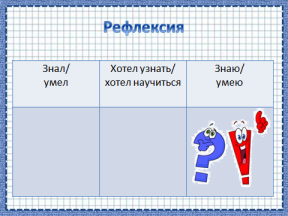 Рефлексия
Знал/
умел
Хотел узнать/
хотел научиться
Знаю/
умею